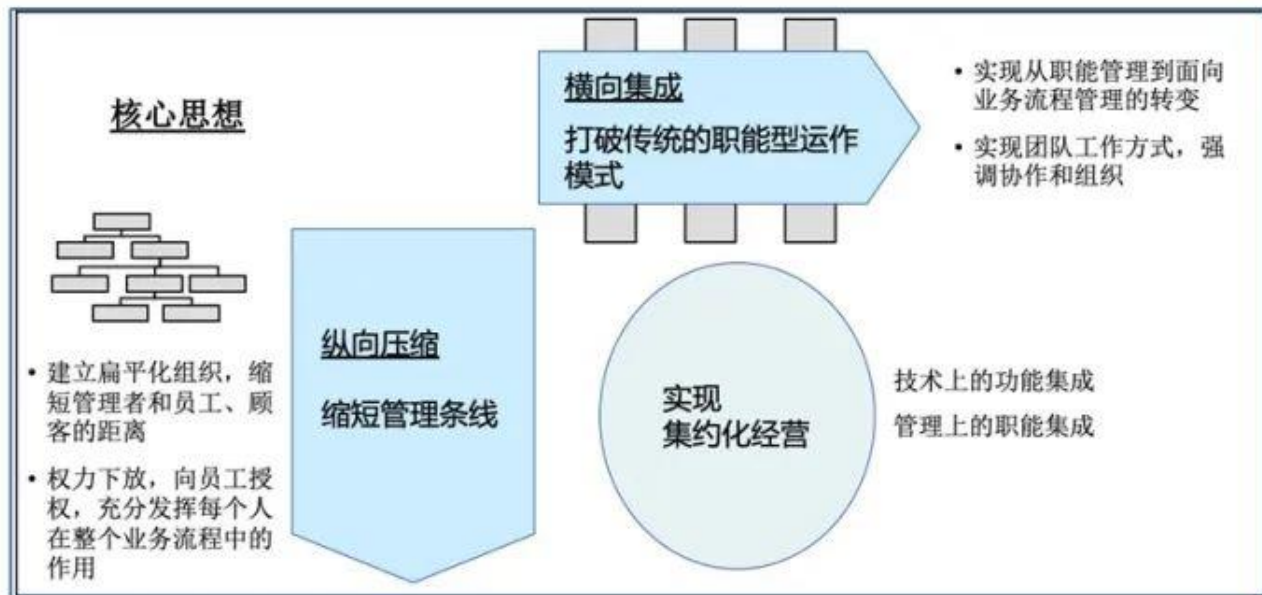 核心思想
横向集成
打破传统的职能型运作
模式
• 实现从职能管理到面向
业务流程管理的转变
• 实现团队工作方式，强
调协作和组织
纵向压缩
缩短管理条线
• 建立扁平化组织，缩
短管理者和员工、顾
客的距离
• 权力下放，向员工授
权，充分发挥每个人
在整个业务流程中的
作用
实现
集约化经营
技术上的功能集成
管理上的职能集成